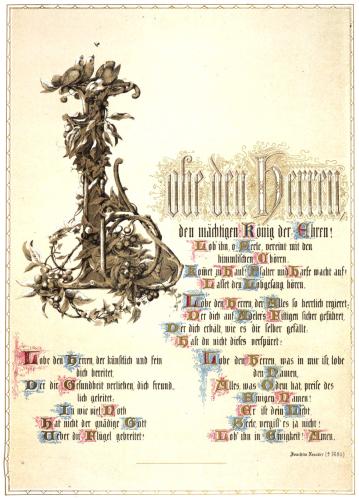 Lobe den Herren,
den mächtigen König der Ehren!
Lob ihn, o Seele, vereint mit den
himmlischen Chören.
Kommet zu Hauf, Psalter und Harfe wacht auf!
Lasset den Lobgesang hören.
Lobe den Herren, der Alles so herrlich regieret,
Der dich auf Adelers Fittigen sicher geführet,
Der dich erhält, wie es dir selber gefällt.
Hast du nicht dieses verspüret?
Lobe den Herren, der künstlich und fein
dich bereitet,
Der dir Gesundheit verliehen, dich freund-
lich geleitet:
In wie viel Noth
Hat nicht der gnädige Gott
Ueber dir Flügel gebreitet!
Lobe den Herren, was in mir ist, lobe
den Namen,
Alles, was Odem hat, preise des
Ewigen Namen!
Er ist dein Licht,
Seele, vergiß es ja nicht!
Lob' ihn in Ewigkeit! Amen.
Joachim Neander († 1680)